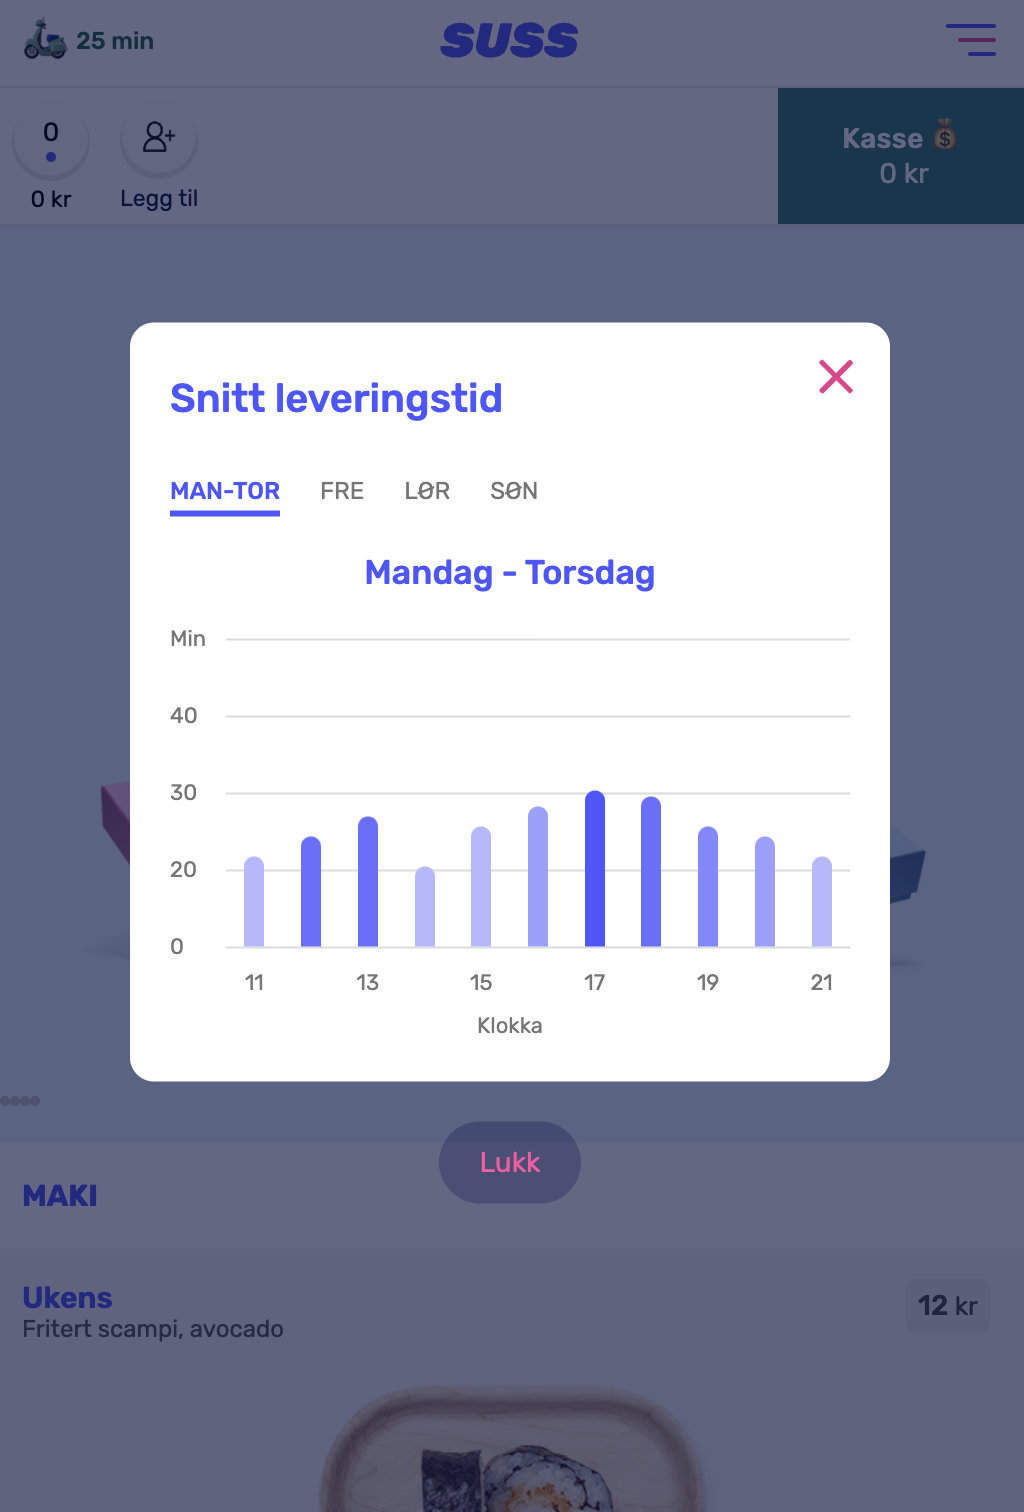 25 min
SUSS
0
0 kr
Legg til
Kasse
0 kr
Snitt leveringstid
MAN-TOR FRE LØR SØN
Mandag - Torsdag
Min
40
30
20
0
11 13 15 17 19 21
Klokka
Lukk
MAKI
Ukens
12 kr
Fritert scampi, avocado